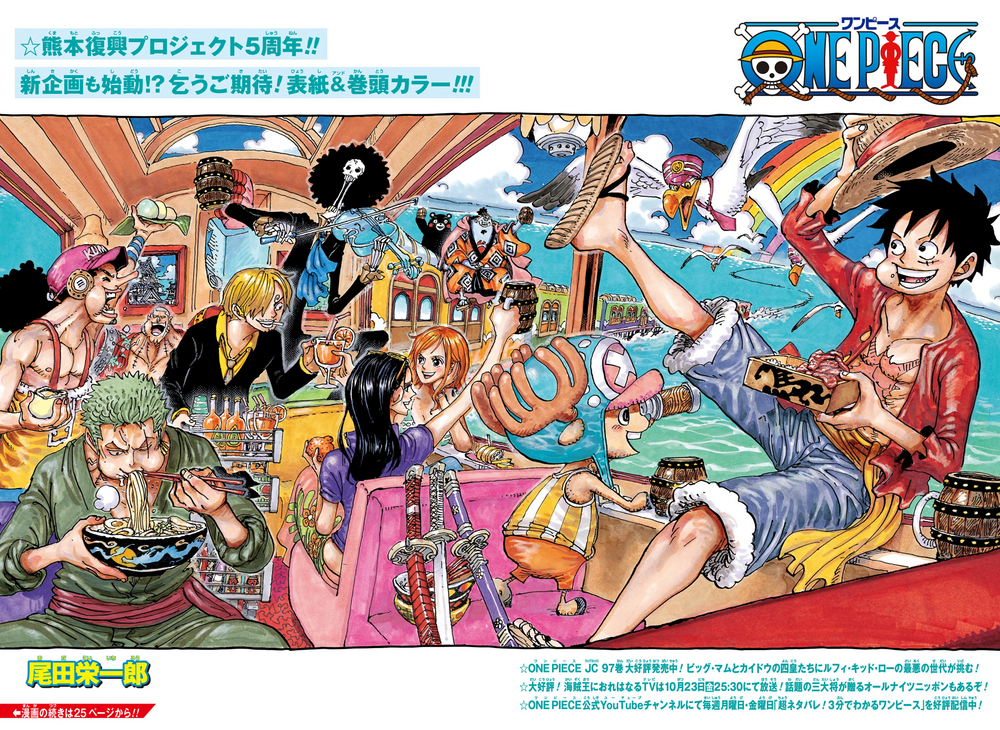 ☆熊本復興プロジェクト5周年!!
新企画も始動!? 乞うご期待! 表紙&巻頭カラー!!!
ワンピース
ONE PIECE
尾田栄一郎
←漫画の続きは25ページから!!
☆ONE PIECE JC 97巻 大好評発売中! ビッグ・マムとカイドウの四皇たちにルフィ・キッド・ローの最悪の世代が挑む!
☆大好評! 海賊王におれはなるTVは10月23日㊎25:30にて放送! 話題の三大将が贈るオールナイツニッポンもあるぞ!
☆ONE PIECE公式YouTubeチャンネルにて毎週月曜日・金曜日「超ネタバレ! 3分でわかるワンピース」を好評配信中!